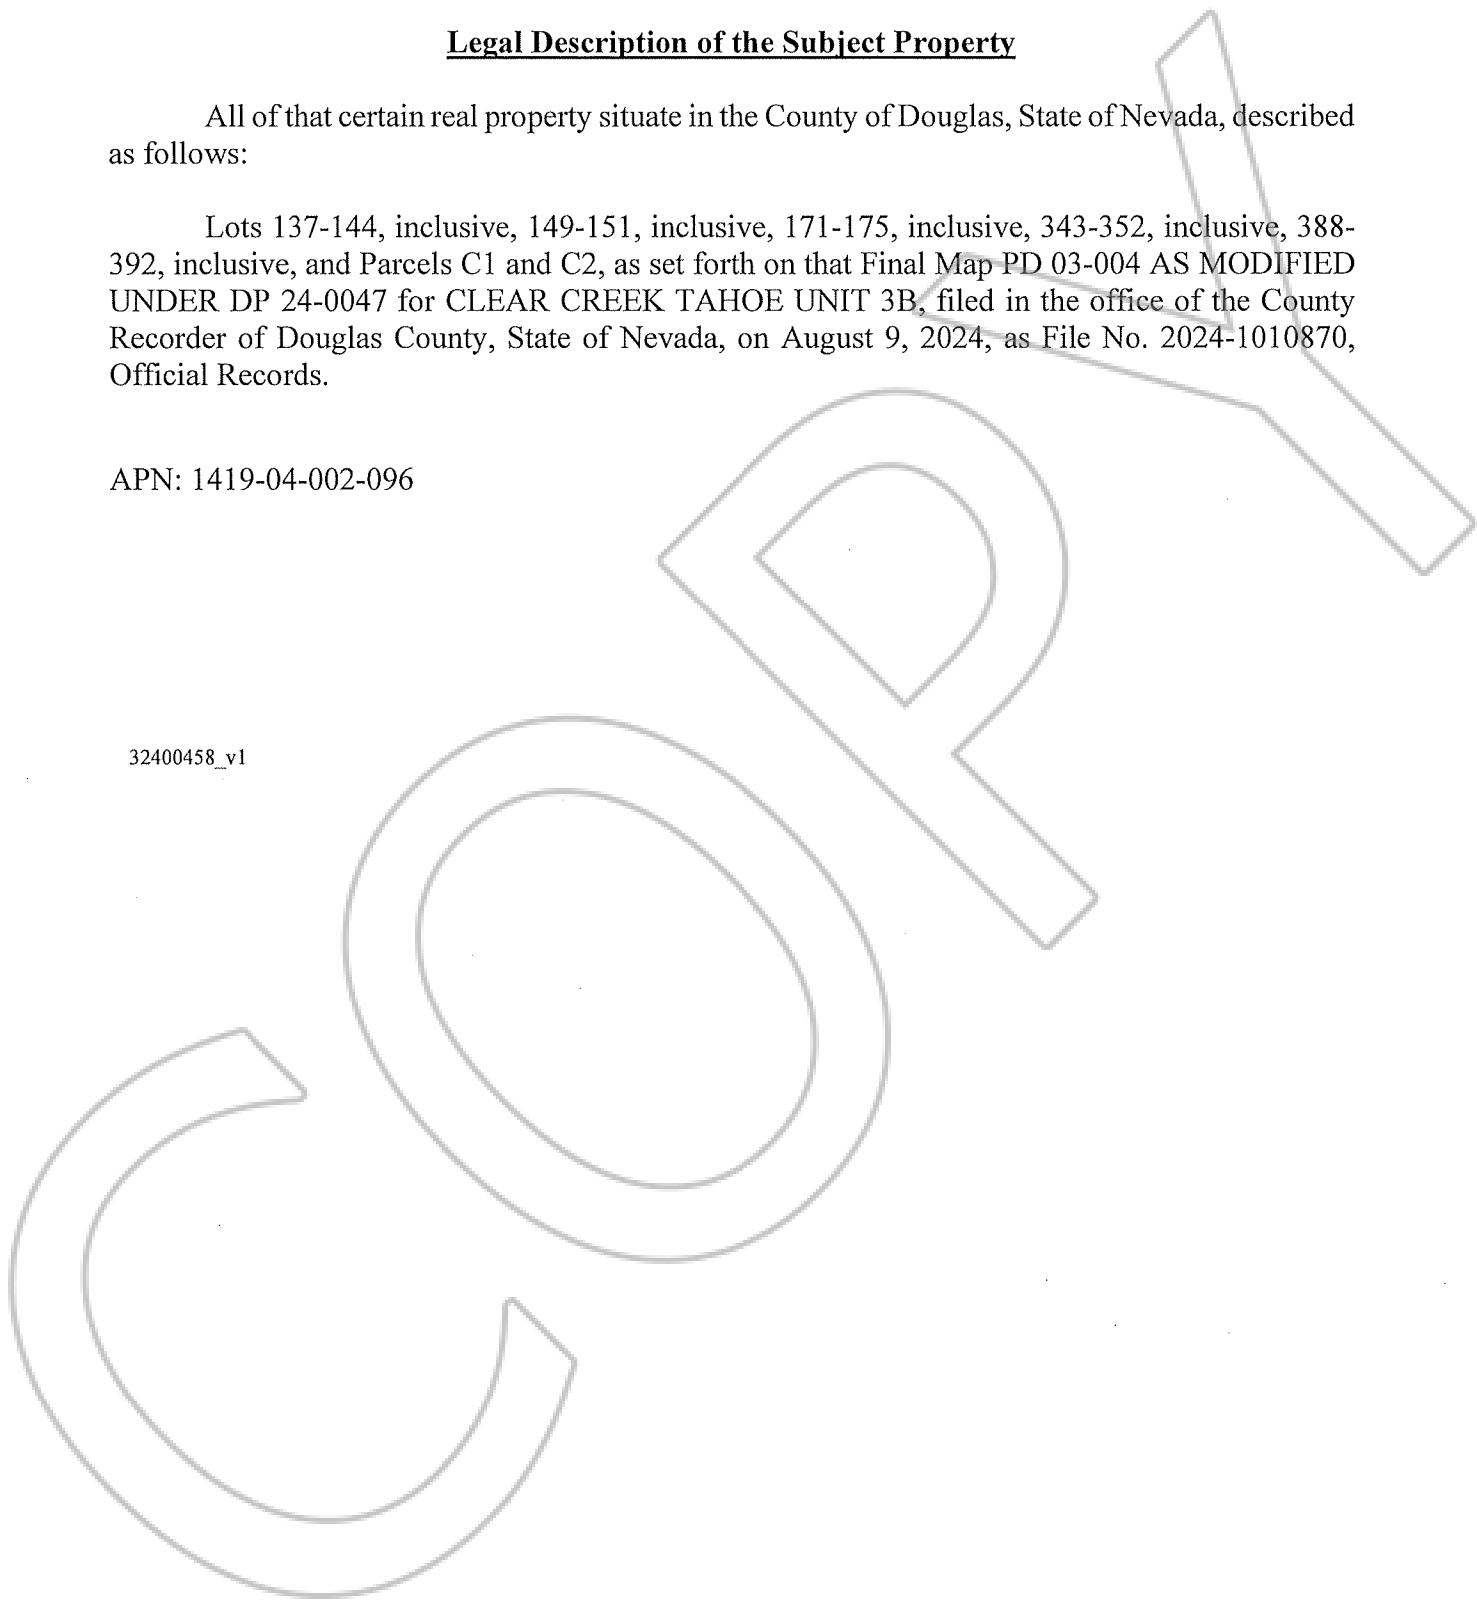 Legal Description of the Subject Property
All of that certain real property situate in the County of Douglas, State of Nevada, described
as follows:
Lots 137-144, inclusive, 149-151, inclusive, 171-175, inclusive, 343-352, inclusive, 388-
392, inclusive, and Parcels C1 and C2, as set forth on that Final Map PD 03-004 AS MODIFIED
UNDER DP 24-0047 for CLEAR CREEK TAHOE UNIT 3B, filed in the office of the County
Recorder of Douglas County, State of Nevada, on August 9, 2024, as File No. 2024-1010870,
Official Records.
APN: 1419-04-002-096
32400458_v1
COPY